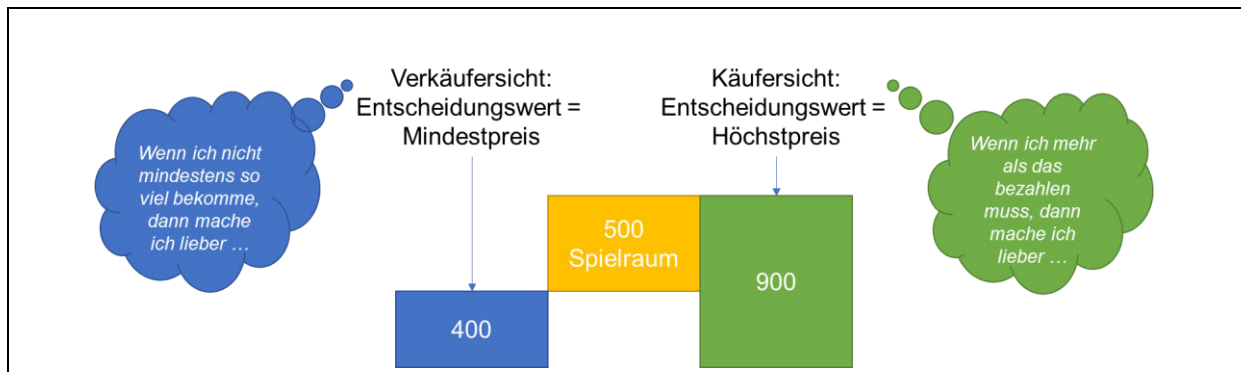 Verkäufersicht:
Entscheidungswert =
Mindestpreis
Käufersicht:
Entscheidungswert =
Höchstpreis
Wenn ich nicht
mindestens so
viel bekomme,
dann mache
ich lieber …
Wenn ich mehr
als das
bezahlen
muss, dann
mache ich
lieber …
500
Spielraum
900
400